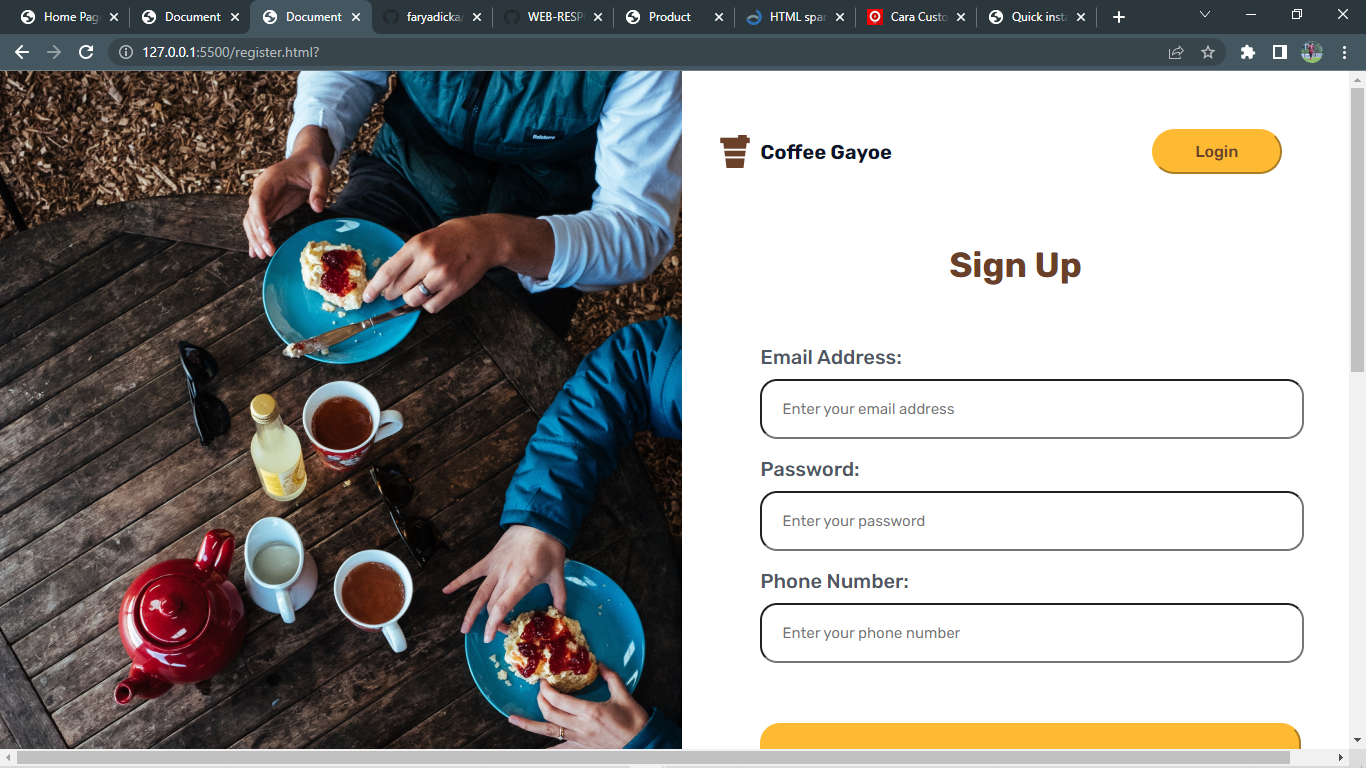 Home Pag
Document
Document
faryadicka/
WEB-RESP
Product
HTML spa
Cara Custo
Quick insta
127.0.0.1:5500/register.html?
Coffee Gayoe
Login
Sign Up
Email Address:
Enter your email address
Password:
Enter your password
Phone Number:
Enter your phone number